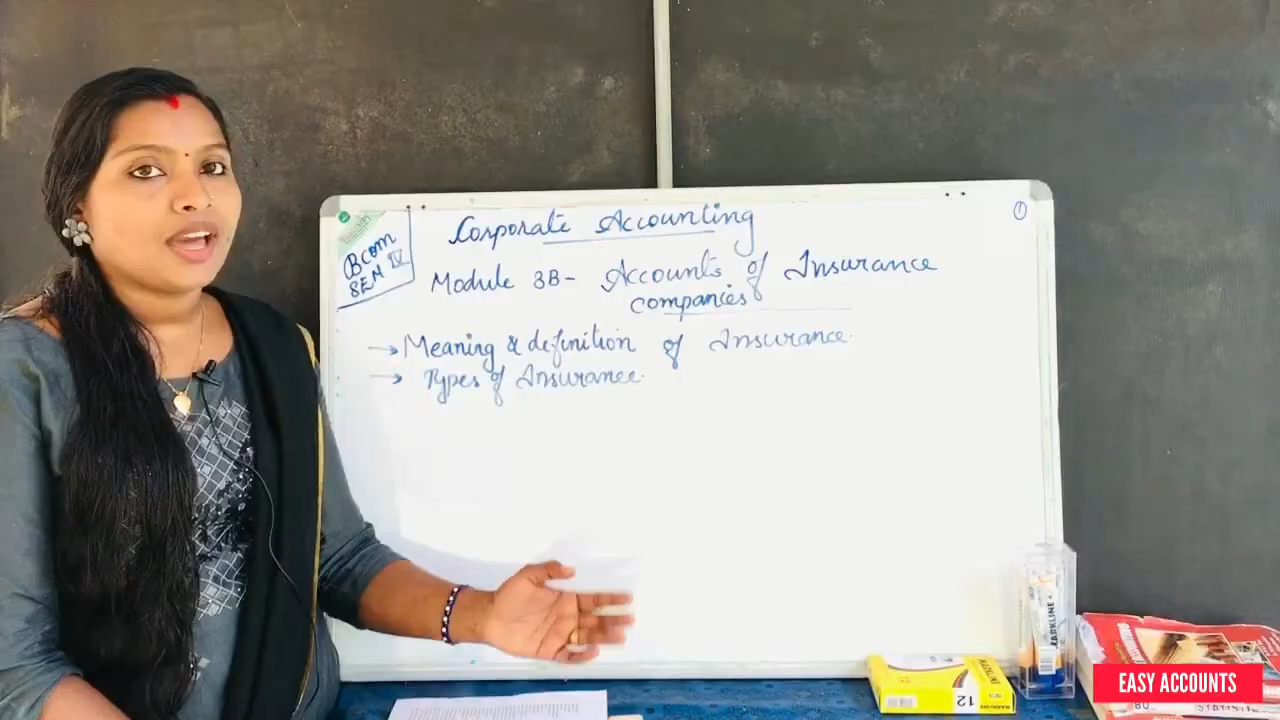 Bcom
SEM IV
Corporate Accounting
1
Module 3B- Accounts of Insurance
companies
→ Meaning & definition of Insurance.
→ Types of Insurance.
12
EASY ACCOUNTS